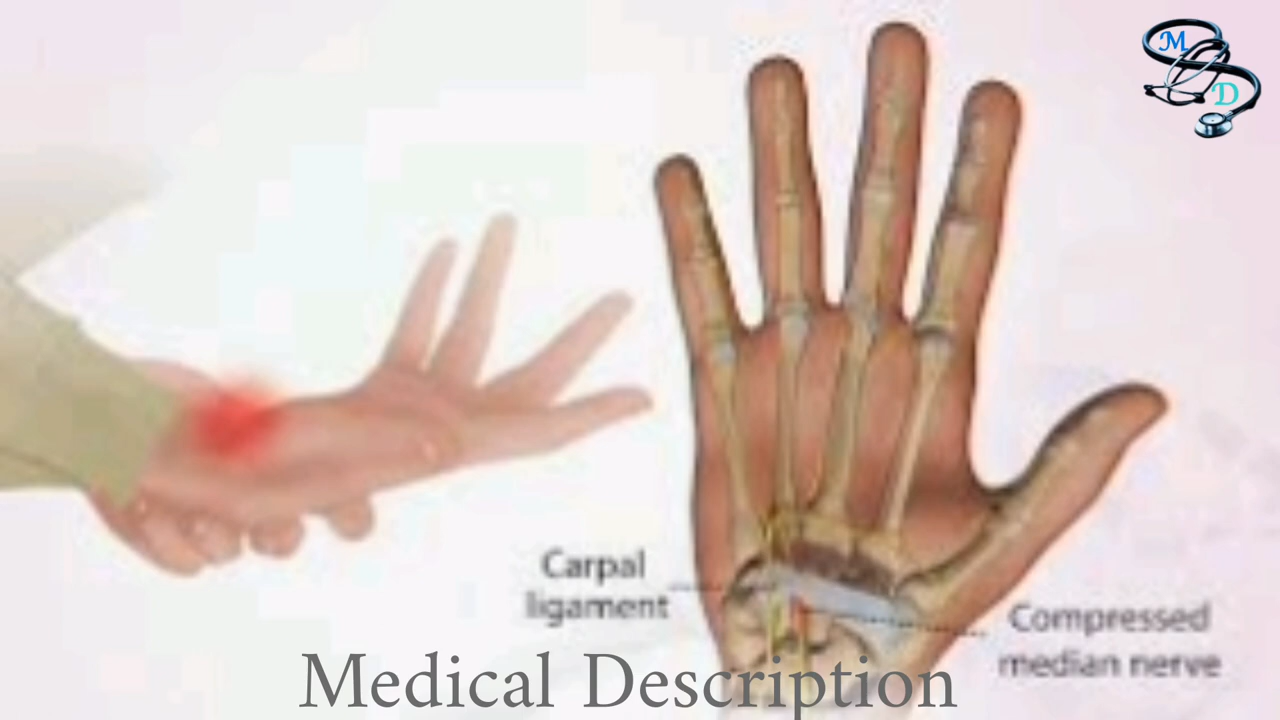 M
D
Carpal
ligament
Compressed
median nerve
Medical Description